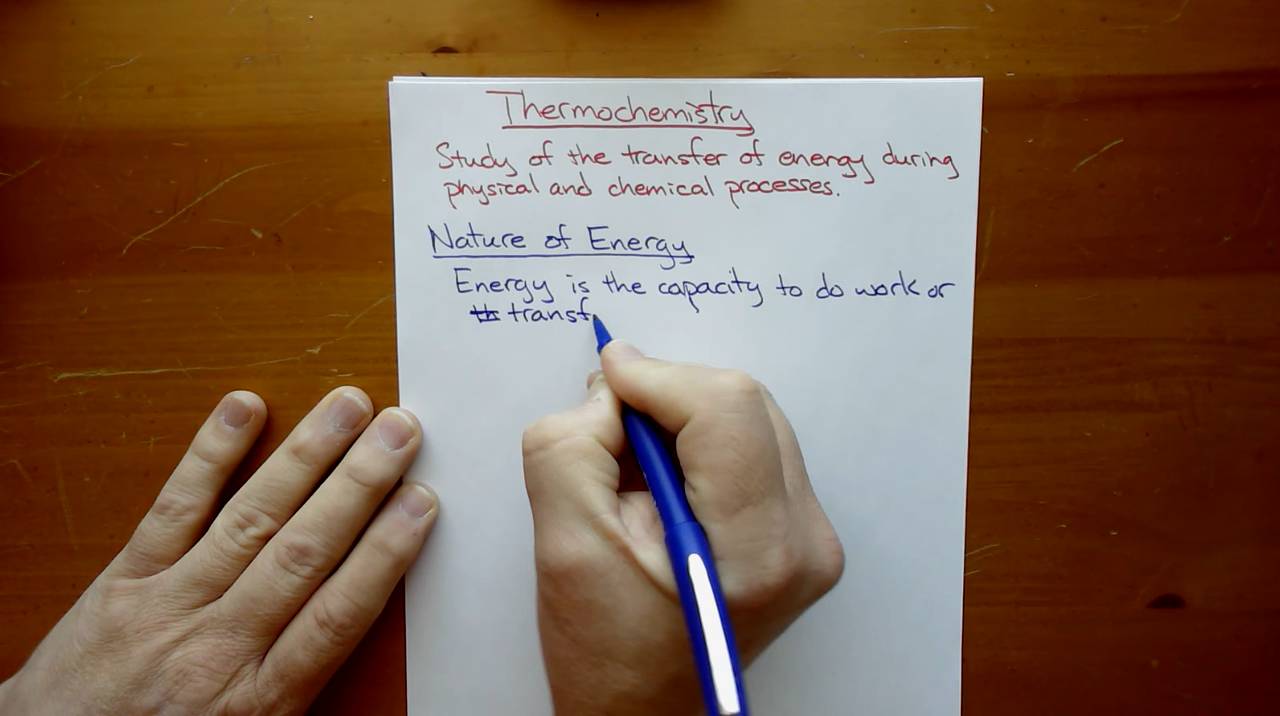 Thermochemistry
Study of the transfer of energy during
physical and chemical processes.
Nature of Energy
Energy is the capacity to do work or
th transf